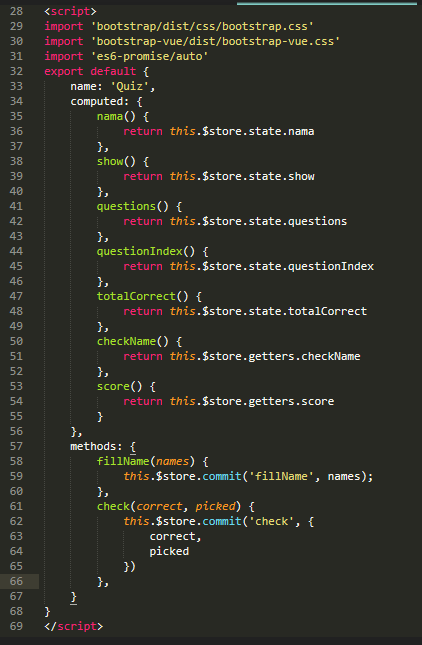 28 <script>
29 import 'bootstrap/dist/css/bootstrap.css'
30 import 'bootstrap-vue/dist/bootstrap-vue.css'
31 import 'es6-promise/auto'
32 export default {
33     name: 'Quiz',
34     computed: {
35         nama() {
36             return this.$store.state.nama
37         },
38         show() {
39             return this.$store.state.show
40         },
41         questions() {
42             return this.$store.state.questions
43         },
44         questionIndex() {
45             return this.$store.state.questionIndex
46         },
47         totalCorrect() {
48             return this.$store.state.totalCorrect
49         },
50         checkName() {
51             return this.$store.getters.checkName
52         },
53         score() {
54             return this.$store.getters.score
55         }
56     },
57     methods: {
58         fillName(names) {
59             this.$store.commit('fillName', names);
60         },
61         check(correct, picked) {
62             this.$store.commit('check', {
63                 correct,
64                 picked
65             })
66         },
67     }
68 }
69 </script>